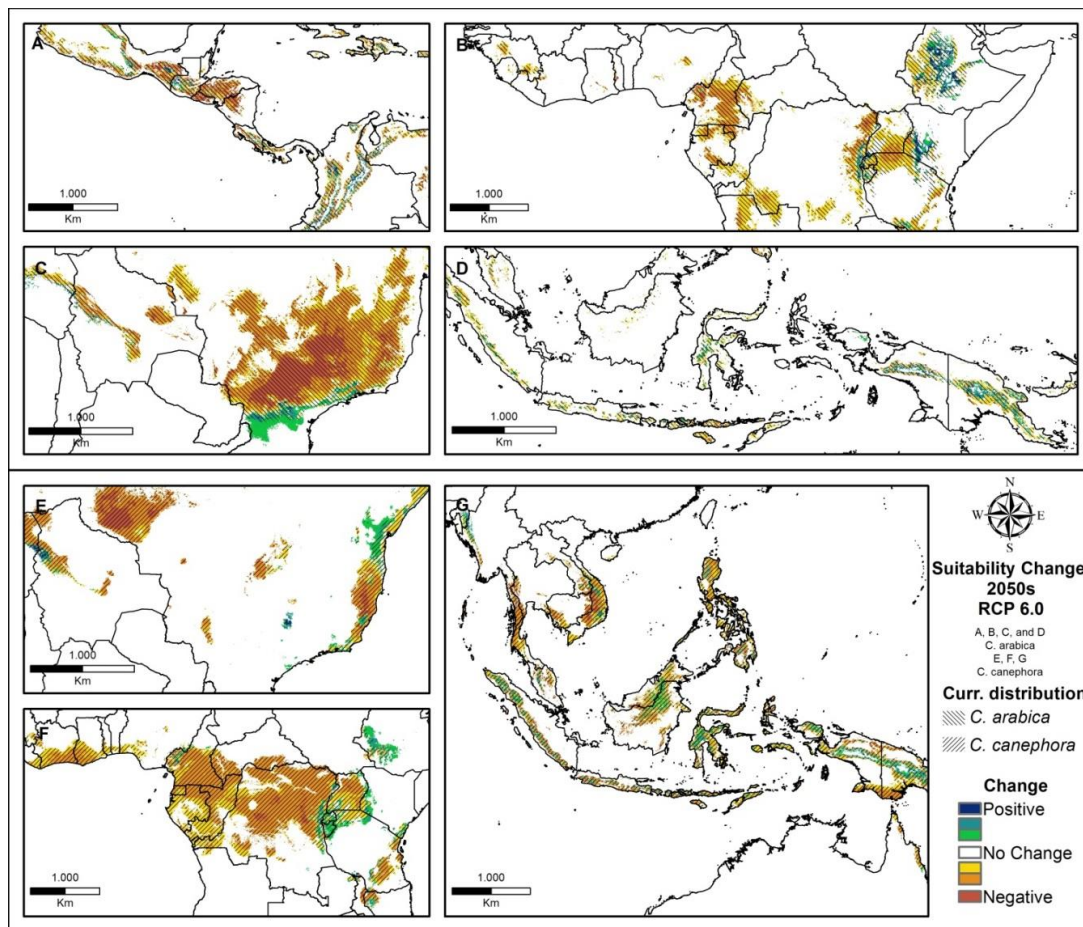 A
1.000
Km
B
1.000
Km
C
1.000
Km
D
1.000
Km
E
1.000
Km
F
1.000
Km
G
1.000
Km
N
W E
S
Suitability Change
2050s
RCP 6.0
A, B, C, and D
C. arabica
E, F, G
C. canephora
Curr. distribution
C. arabica
C. canephora
Change
Positive
No Change
Negative